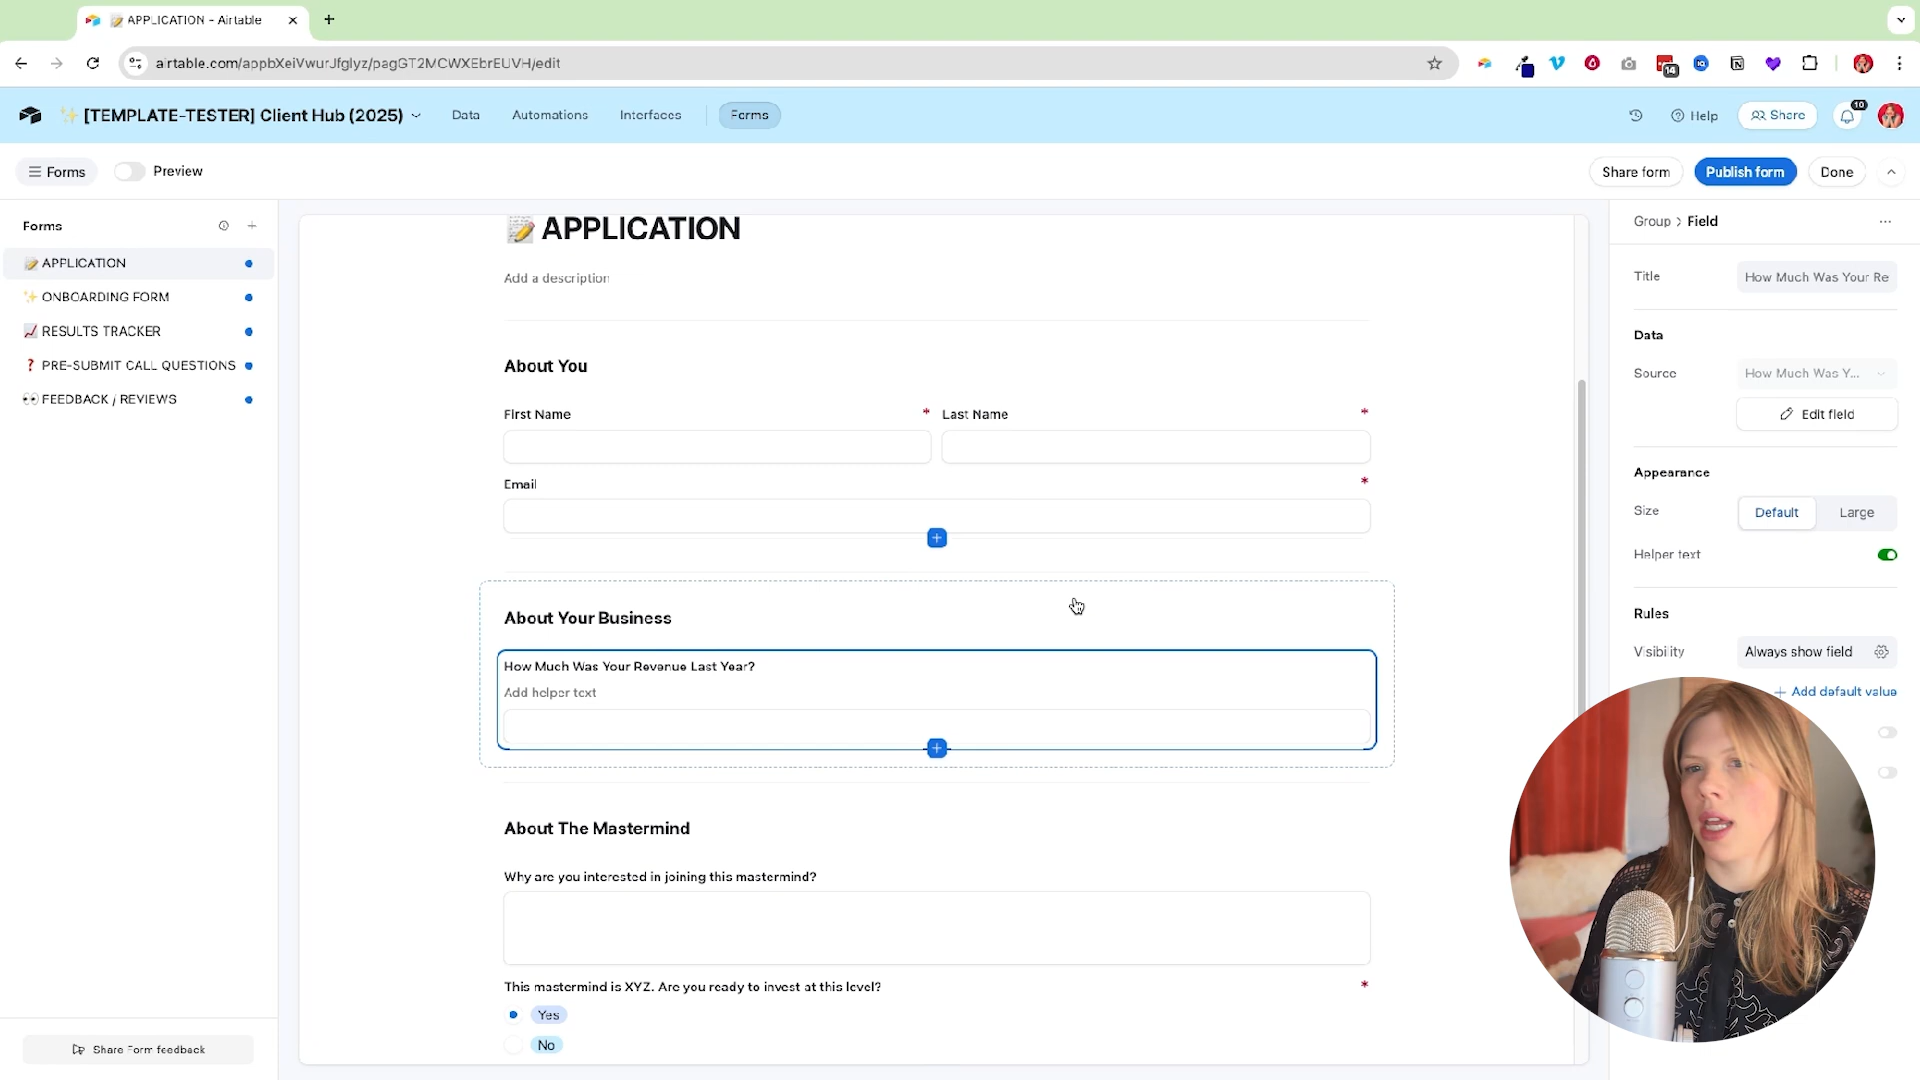 APPLICATION - Airtable
airtable.com/appbXeiVwurJfglyz/pagGT2MCWXEbrEUVH/edit
14
[TEMPLATE-TESTER] Client Hub (2025)
Data
Automations
Interfaces
Forms
Help
Share
10
Forms
Preview
Share form
Publish form
Done
Forms
APPLICATION
ONBOARDING FORM
RESULTS TRACKER
PRE-SUBMIT CALL QUESTIONS
FEEDBACK / REVIEWS
Share Form feedback
APPLICATION
Add a description
About You
First Name *
Last Name *
Email *
About Your Business
How Much Was Your Revenue Last Year?
Add helper text
About The Mastermind
Why are you interested in joining this mastermind?
This mastermind is XYZ. Are you ready to invest at this level? *
Yes
No
Group > Field
Title
How Much Was Your Re
Data
Source
How Much Was Y...
Edit field
Appearance
Size
Default
Large
Helper text
Rules
Visibility
Always show field
+ Add default value